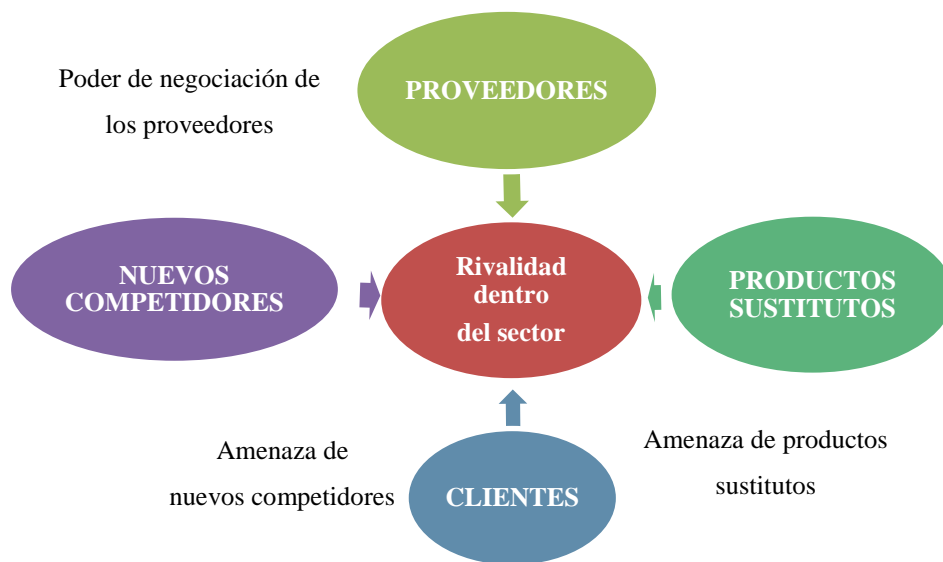 Poder de negociación de
los proveedores
PROVEEDORES
NUEVOS
COMPETIDORES
Rivalidad
dentro
del sector
PRODUCTOS
SUSTITUTOS
Amenaza de
nuevos competidores
CLIENTES
Amenaza de productos
sustitutos